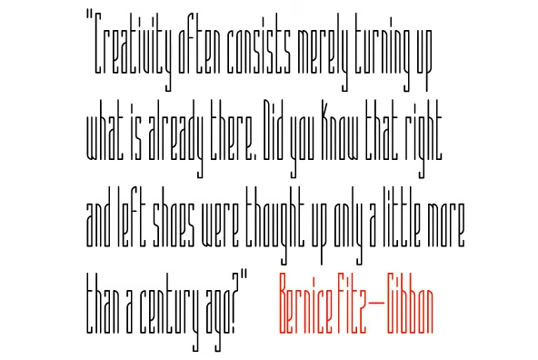 "Creativity often consists merely turning up
what is already there. Did you Know that right
and left shoes were thought up only a little more
than a century ago?" Bernice Fitz—Gibbon